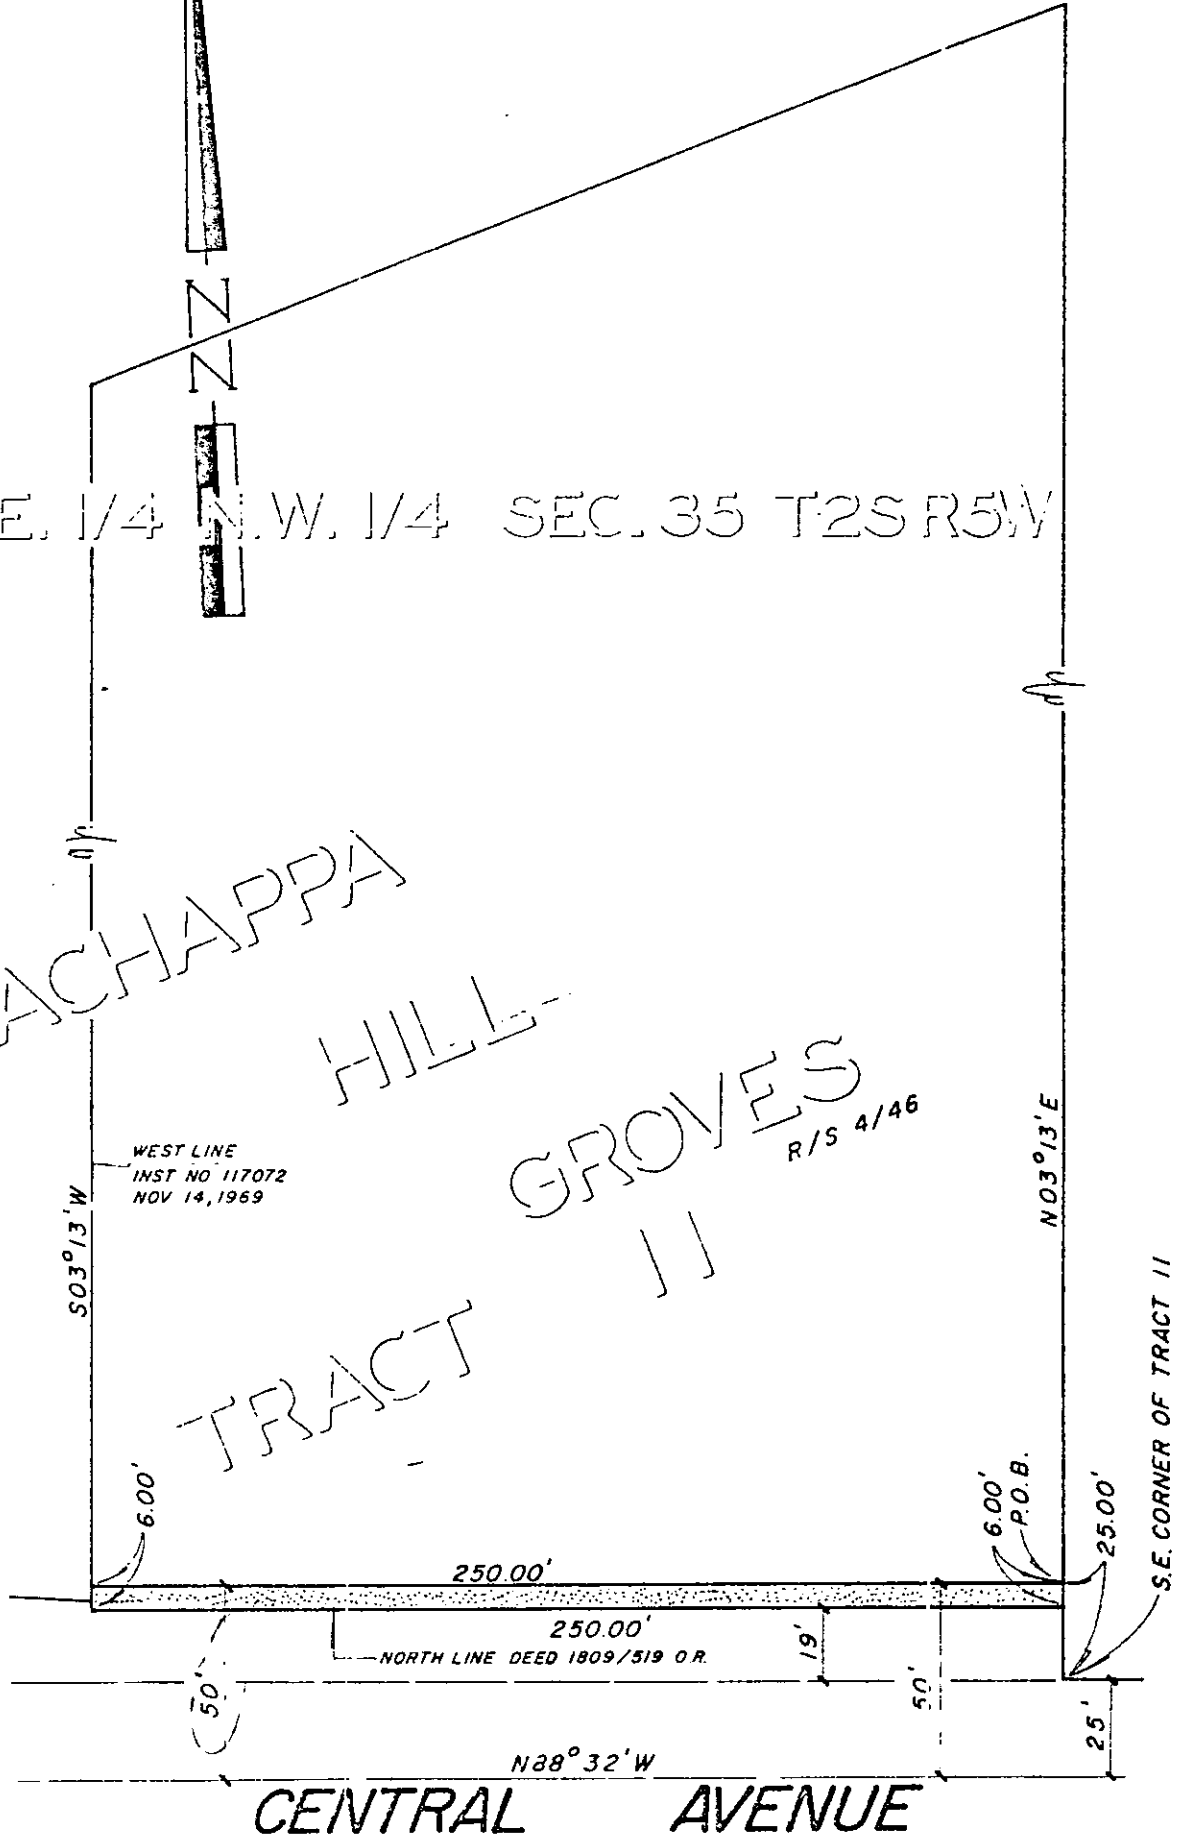 N
E. 1/4 N.W. 1/4 SEC. 35 T2S R5W
ACHAPPA
HILL
GROVES
R/S 4/46
11
TRACT
WEST LINE
INST NO 117072
NOV 14, 1969
S03°13'W
N03°13'E
S.E. CORNER OF TRACT 11
6.00'
6.00'
P.O.B.
25.00'
250.00'
250.00'
NORTH LINE DEED 1809/519 O.R.
19'
50'
50'
25'
N88°32'W
CENTRAL AVENUE